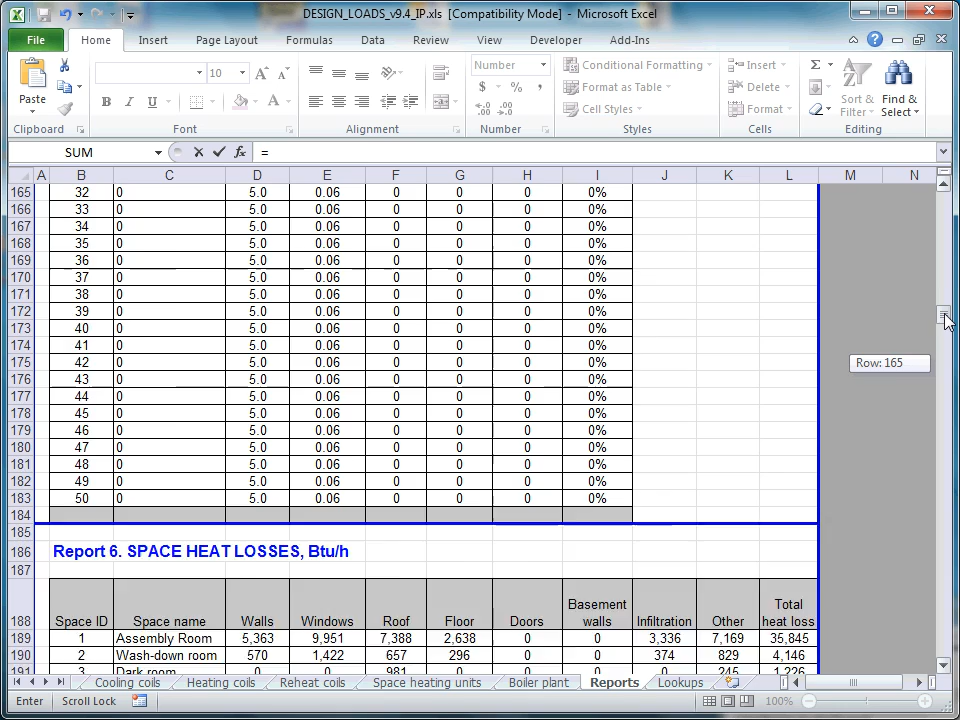 DESIGN_LOADS_v9.4_IP.xls [Compatibility Mode] - Microsoft Excel
File Home Insert Page Layout Formulas Data Review View Developer Add-Ins
10 A A Number Conditional Formatting Insert Σ
Paste B I U A $ % , Format as Table Delete Sort & Filter Find & Select
Cell Styles Format
Clipboard Font Alignment Number Styles Cells Editing
SUM fx =
A B C D E F G H I J K L M N
165 32 0 5.0 0.06 0 0 0 0%
166 33 0 5.0 0.06 0 0 0 0%
167 34 0 5.0 0.06 0 0 0 0%
168 35 0 5.0 0.06 0 0 0 0%
169 36 0 5.0 0.06 0 0 0 0%
170 37 0 5.0 0.06 0 0 0 0%
171 38 0 5.0 0.06 0 0 0 0%
172 39 0 5.0 0.06 0 0 0 0%
173 40 0 5.0 0.06 0 0 0 0%
174 41 0 5.0 0.06 0 0 0 0%
175 42 0 5.0 0.06 0 0 0 0% Row: 165
176 43 0 5.0 0.06 0 0 0 0%
177 44 0 5.0 0.06 0 0 0 0%
178 45 0 5.0 0.06 0 0 0 0%
179 46 0 5.0 0.06 0 0 0 0%
180 47 0 5.0 0.06 0 0 0 0%
181 48 0 5.0 0.06 0 0 0 0%
182 49 0 5.0 0.06 0 0 0 0%
183 50 0 5.0 0.06 0 0 0 0%
184
185
186 Report 6. SPACE HEAT LOSSES, Btu/h
187
188 Space ID Space name Walls Windows Roof Floor Doors Basement walls Infiltration Other Total heat loss
189 1 Assembly Room 5,363 9,951 7,388 2,638 0 0 3,336 7,169 35,845
190 2 Wash-down room 570 1,422 657 296 0 0 374 829 4,146
191 3 Dark room 0 0 981 0 0 245 1,226
Cooling coils Heating coils Reheat coils Space heating units Boiler plant Reports Lookups
Enter Scroll Lock 100%